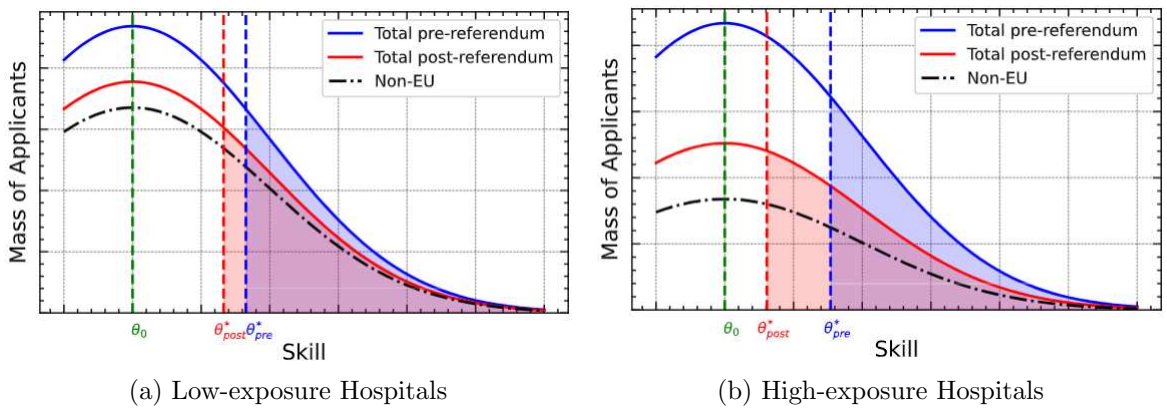 Mass of Applicants
Total pre-referendum
Total post-referendum
Non-EU
θ₀
θ*post
θ*pre
Skill
(a) Low-exposure Hospitals
Mass of Applicants
Total pre-referendum
Total post-referendum
Non-EU
θ₀
θ*post
θ*pre
Skill
(b) High-exposure Hospitals